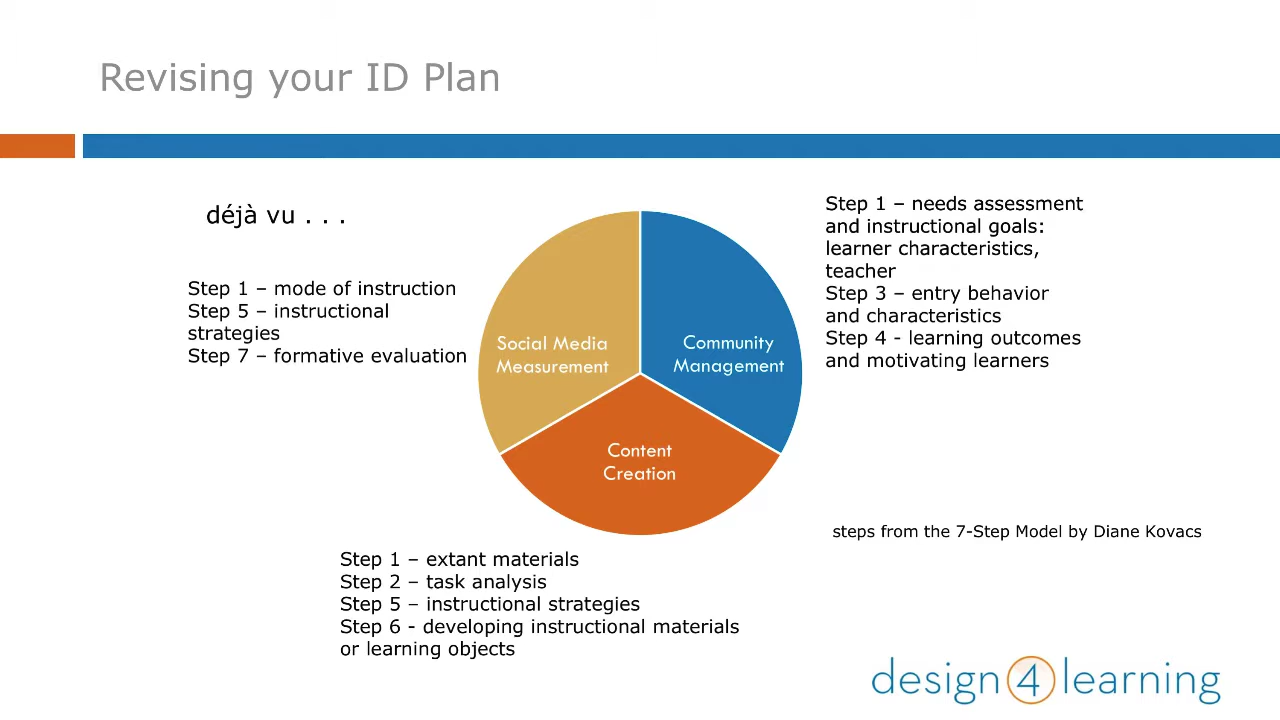 Revising your ID Plan
déjà vu . . .
Step 1 – mode of instruction
Step 5 – instructional
strategies
Step 7 – formative evaluation
Social Media
Measurement
Community
Management
Content
Creation
Step 1 – needs assessment
and instructional goals:
learner characteristics,
teacher
Step 3 – entry behavior
and characteristics
Step 4 - learning outcomes
and motivating learners
steps from the 7-Step Model by Diane Kovacs
Step 1 – extant materials
Step 2 – task analysis
Step 5 – instructional strategies
Step 6 - developing instructional materials
or learning objects
design 4 learning